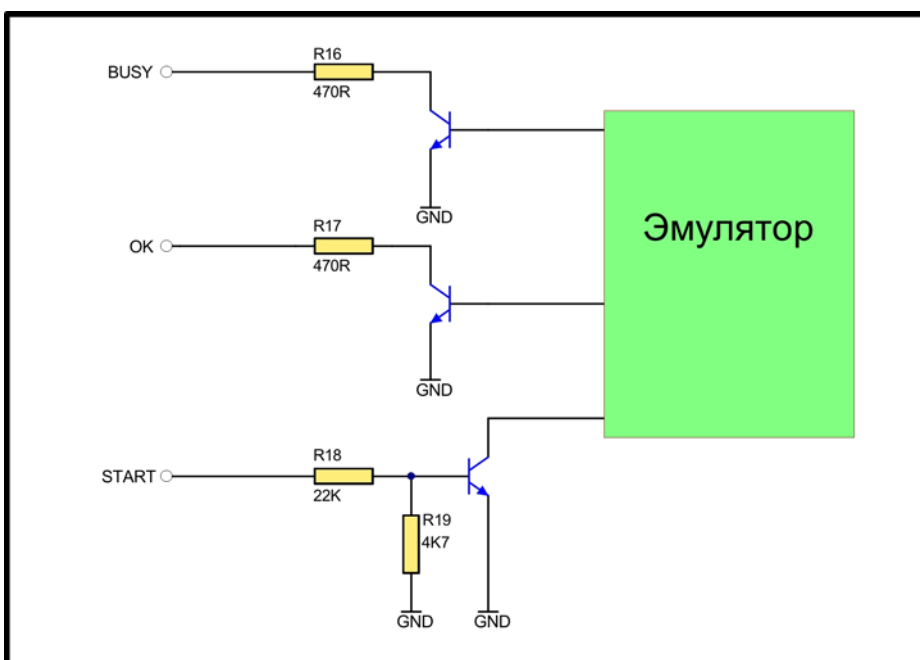 R16
BUSY
470R
GND
Эмулятор
R17
OK
470R
GND
R18
START
22K
R19
4K7
GND
GND